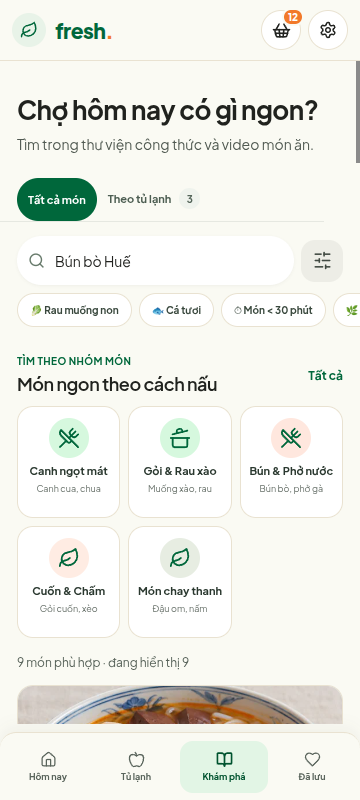 fresh.
12
Chợ hôm nay có gì ngon?
Tìm trong thư viện công thức và video món ăn.
Tất cả món
Theo tủ lạnh 3
Bún bò Huế
Rau muống non
Cá tươi
Món < 30 phút
TÌM THEO NHÓM MÓN
Món ngon theo cách nấu
Tất cả
Canh ngọt mát
Canh cua, chua
Gỏi & Rau xào
Muống xào, rau
Bún & Phở nước
Bún bò, phở gà
Cuốn & Chấm
Gỏi cuốn, xèo
Món chay thanh
Đậu om, nấm
9 món phù hợp · đang hiển thị 9
Hôm nay
Tủ lạnh
Khám phá
Đã lưu